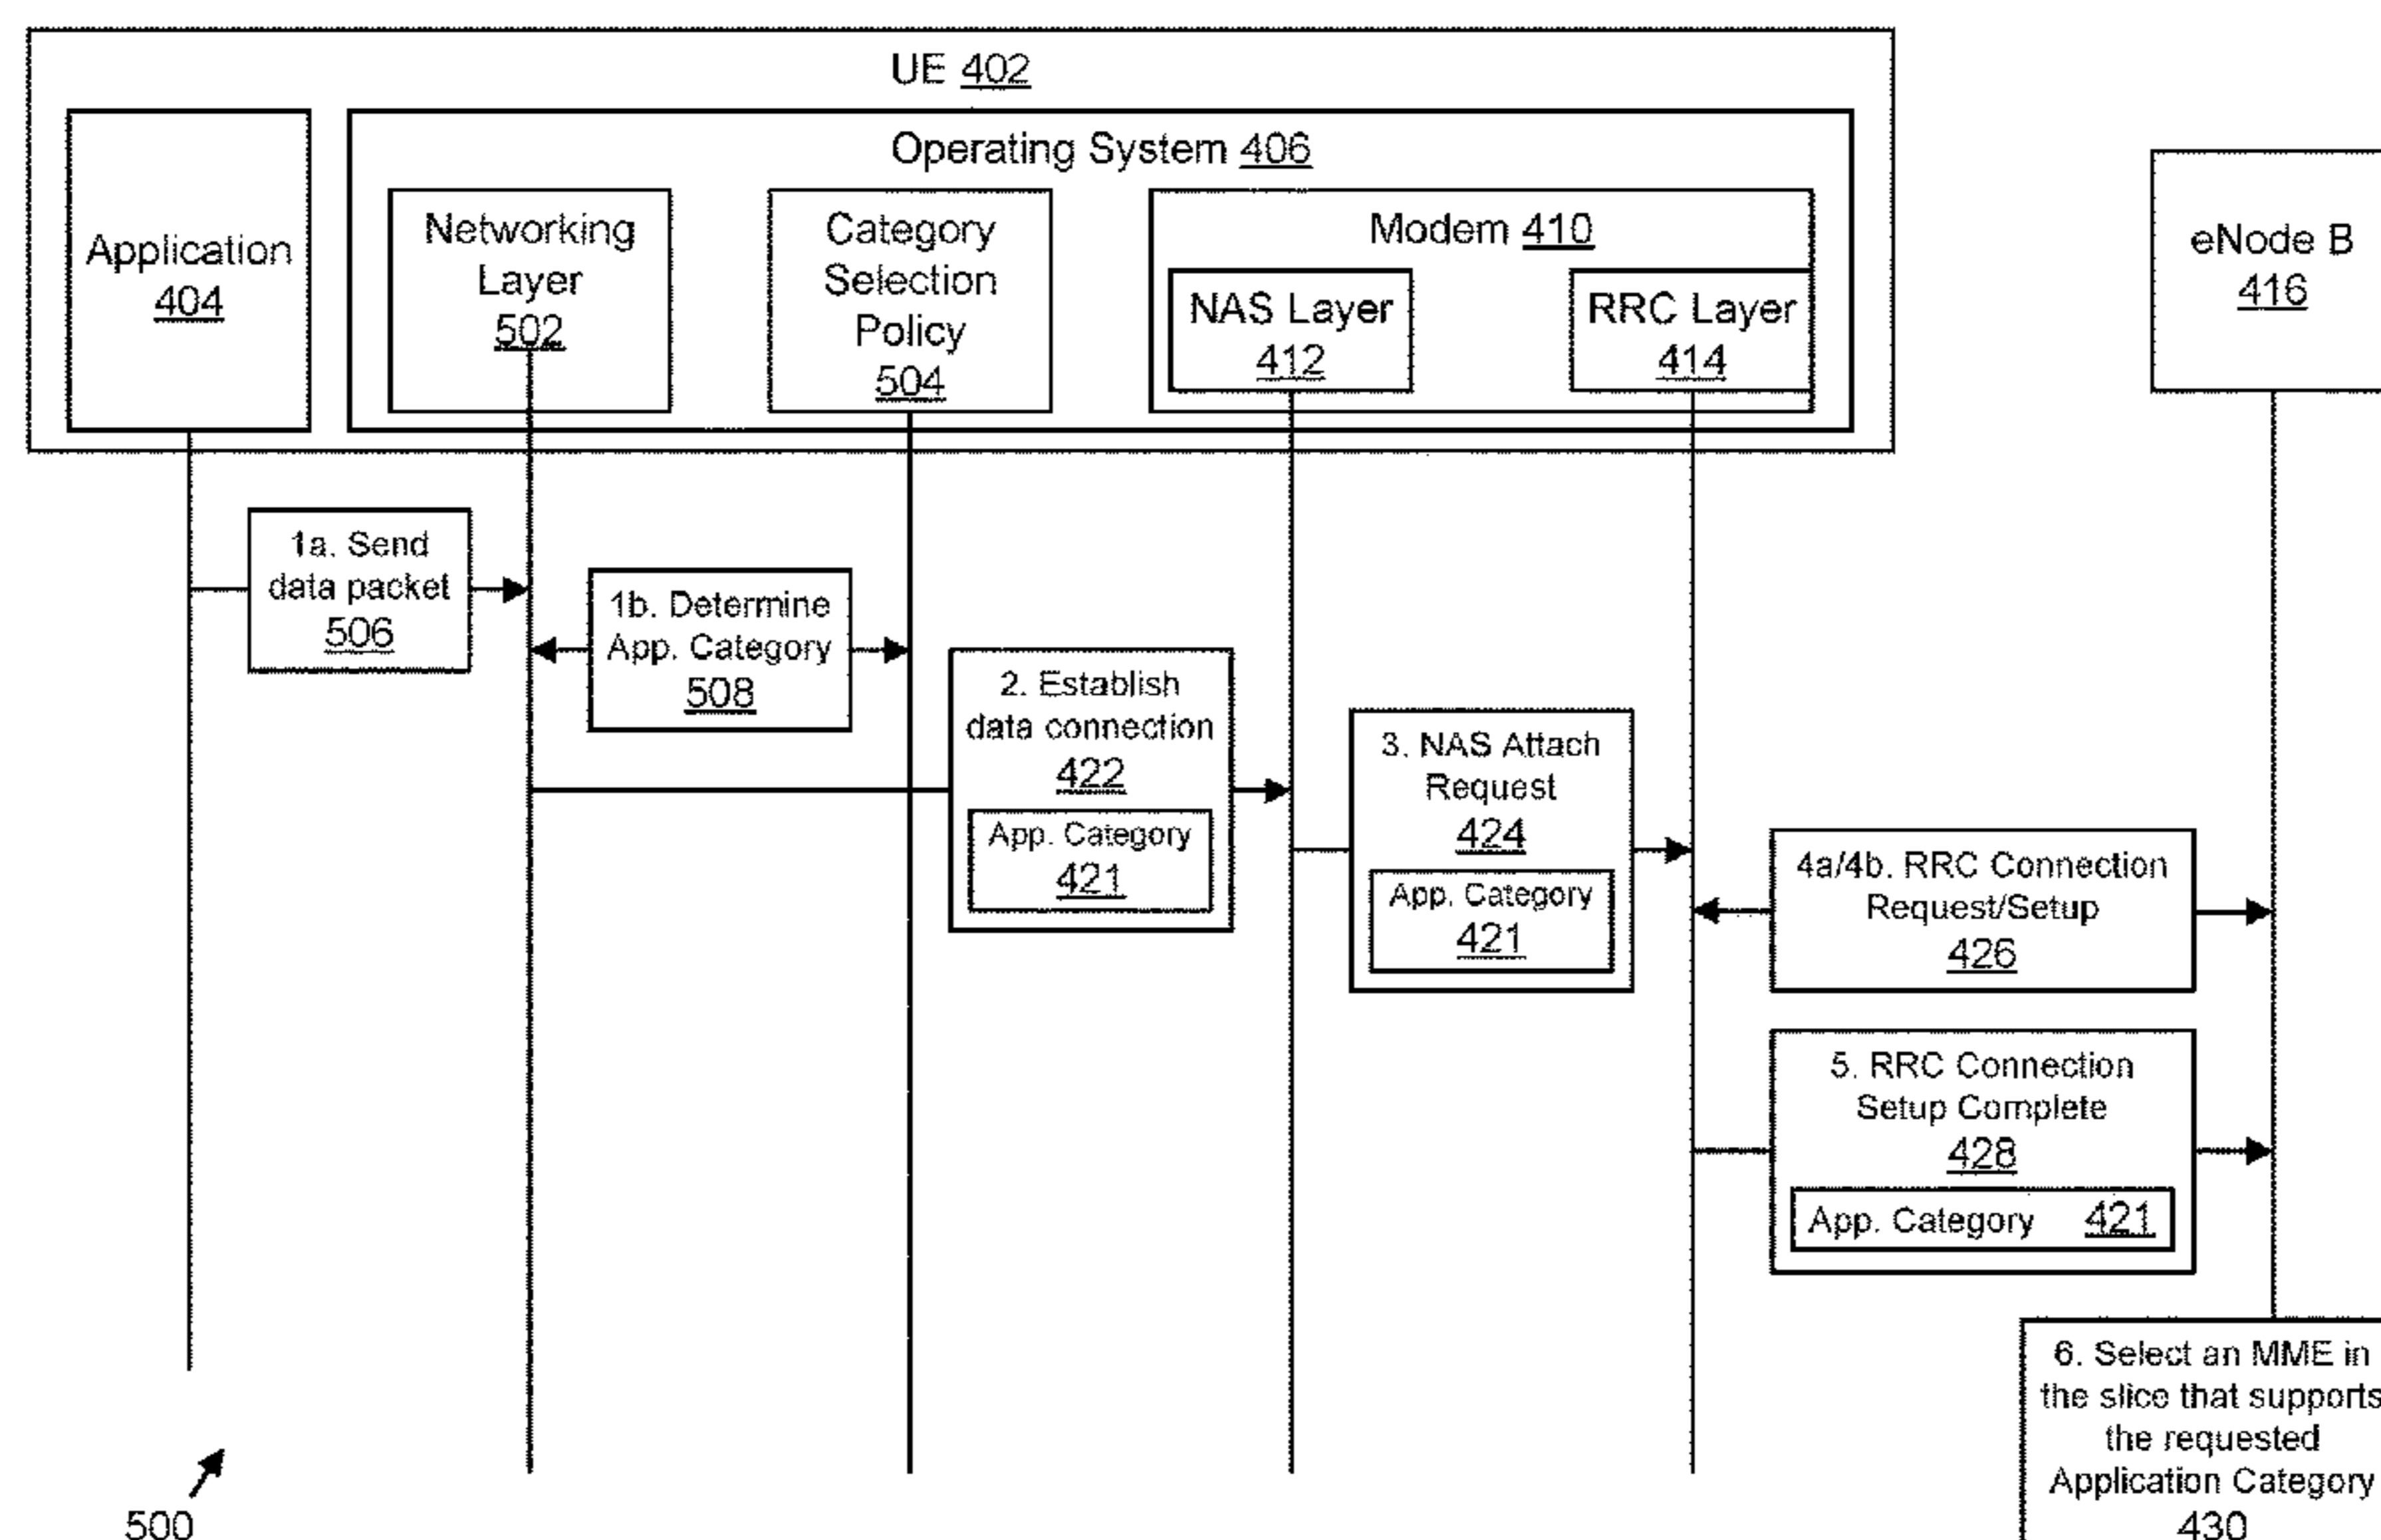 UE 402
Operating System 406
Application
404
Networking
Layer
502
Category
Selection
Policy
504
Modem 410
NAS Layer
412
RRC Layer
414
eNode B
416
1a. Send
data packet
506
1b. Determine
App. Category
508
2. Establish
data connection
422
App. Category
421
3. NAS Attach
Request
424
App. Category
421
4a/4b. RRC Connection
Request/Setup
426
5. RRC Connection
Setup Complete
428
App. Category 421
6. Select an MME in
the slice that supports
the requested
Application Category
430
500